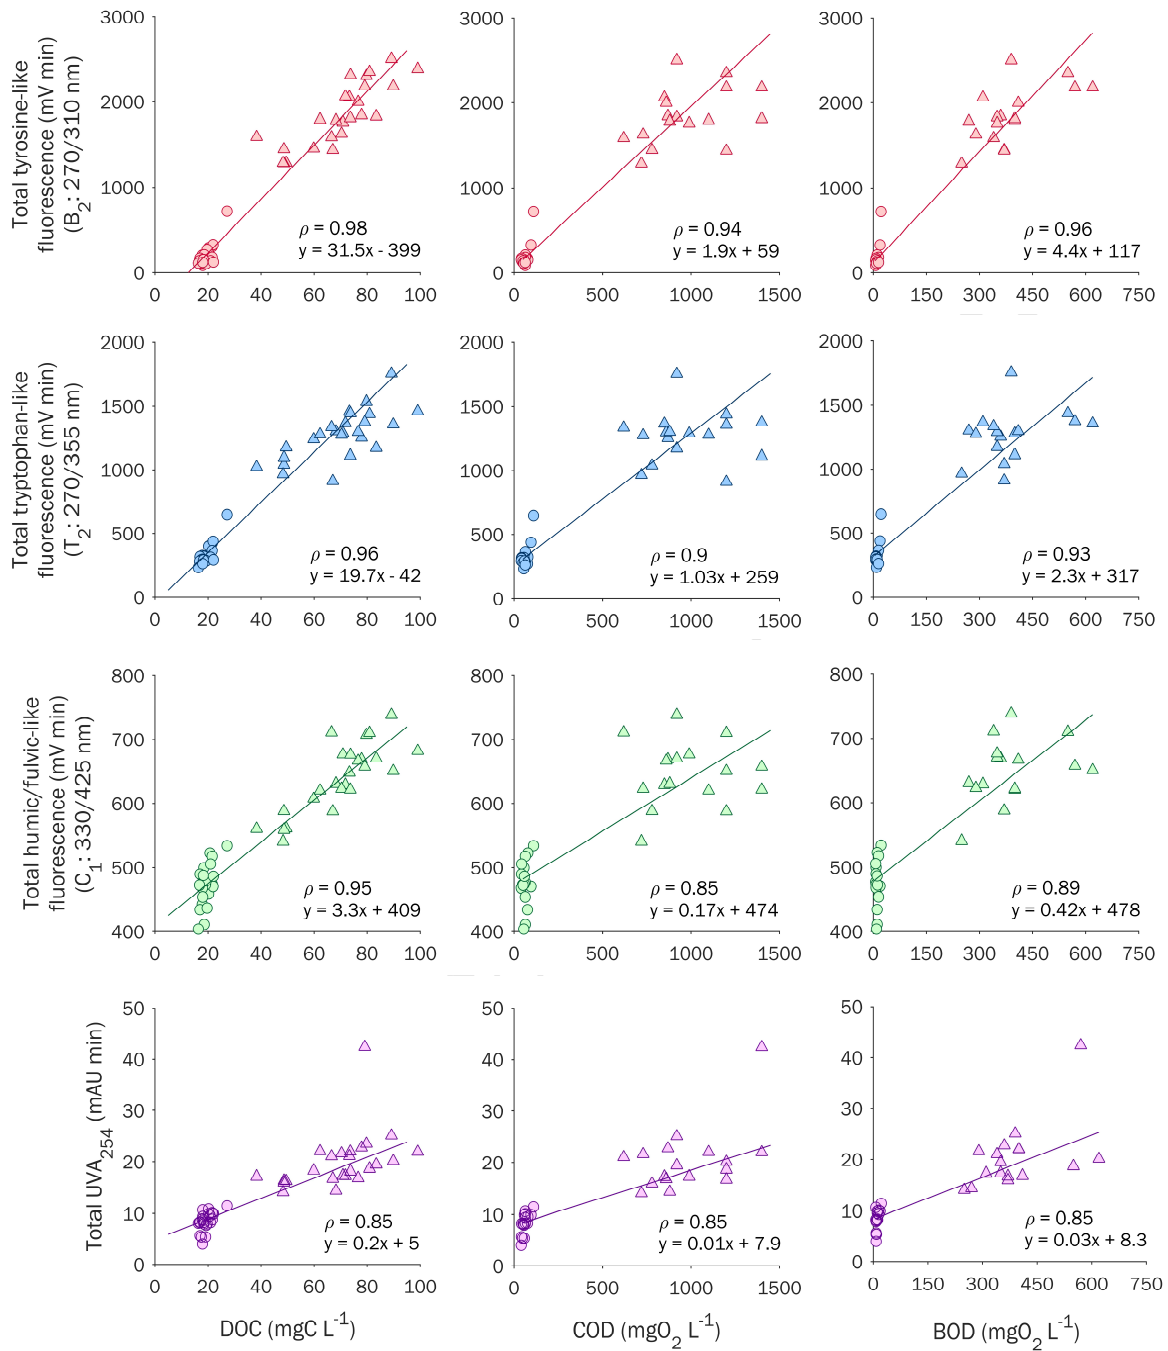 Total tyrosine-like
fluorescence (mV min)
(B2: 270/310 nm)
3000
2000
1000
0
0 20 40 60 80 100
ρ = 0.98
y = 31.5x - 399
3000
2000
1000
0
0 500 1000 1500
ρ = 0.94
y = 1.9x + 59
3000
2000
1000
0
0 150 300 450 600 750
ρ = 0.96
y = 4.4x + 117
Total tryptophan-like
fluorescence (mV min)
(T2: 270/355 nm)
2000
1500
1000
500
0
0 20 40 60 80 100
ρ = 0.96
y = 19.7x - 42
2000
1500
1000
500
0
0 500 1000 1500
ρ = 0.9
y = 1.03x + 259
2000
1500
1000
500
0
0 150 300 450 600 750
ρ = 0.93
y = 2.3x + 317
Total humic/fulvic-like
fluorescence (mV min)
(C1: 330/425 nm)
800
700
600
500
400
0 20 40 60 80 100
ρ = 0.95
y = 3.3x + 409
800
700
600
500
400
0 500 1000 1500
ρ = 0.85
y = 0.17x + 474
800
700
600
500
400
0 150 300 450 600 750
ρ = 0.89
y = 0.42x + 478
Total UVA254 (mAU min)
50
40
30
20
10
0
0 20 40 60 80 100
ρ = 0.85
y = 0.2x + 5
DOC (mgC L-1)
50
40
30
20
10
0
0 500 1000 1500
ρ = 0.85
y = 0.01x + 7.9
COD (mgO2 L-1)
50
40
30
20
10
0
0 150 300 450 600 750
ρ = 0.85
y = 0.03x + 8.3
BOD (mgO2 L-1)